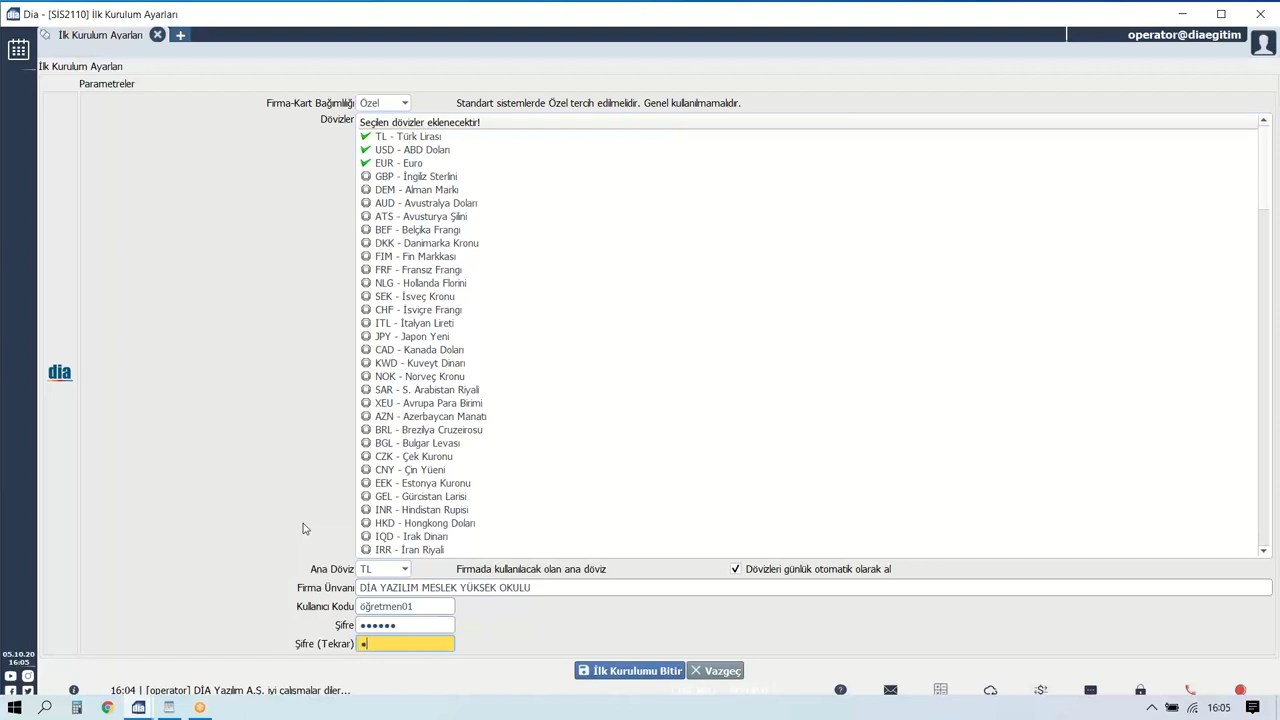 Dia - [SİS2110] İlk Kurulum Ayarları
İlk Kurulum Ayarları
operator@diaegitim
İlk Kurulum Ayarları
Parametreler
Firma-Kart Bağımlılığı Özel Standart sistemlerde Özel tercih edilmelidir. Genel kullanılmamalıdır.
Dövizler Seçilen dövizler eklenecektir!
TL - Türk Lirası
USD - ABD Doları
EUR - Euro
GBP - İngiliz Sterlini
DEM - Alman Markı
AUD - Avustralya Doları
ATS - Avusturya Şilini
BEF - Belçika Frangı
DKK - Danimarka Kronu
FIM - Fin Markkası
FRF - Fransız Frangı
NLG - Hollanda Florini
SEK - İsveç Kronu
CHF - İsviçre Frangı
ITL - İtalyan Lireti
JPY - Japon Yeni
CAD - Kanada Doları
KWD - Kuveyt Dinarı
NOK - Norveç Kronu
SAR - S. Arabistan Riyali
XEU - Avrupa Para Birimi
AZN - Azerbaycan Manatı
BRL - Brezilya Cruzeirosu
BGL - Bulgar Levası
CZK - Çek Kuronu
CNY - Çin Yüeni
EEK - Estonya Kuronu
GEL - Gürcistan Larisi
INR - Hindistan Rupisi
HKD - Hongkong Doları
IQD - Irak Dinarı
IRR - İran Riyali
dia
Ana Döviz TL Firmada kullanılacak olan ana döviz Dövizleri günlük otomatik olarak al
Firma Ünvanı DİA YAZILIM MESLEK YÜKSEK OKULU
Kullanıcı Kodu öğretmen01
Şifre ••••••
Şifre (Tekrar) •
İlk Kurulumu Bitir Vazgeç
05.10.20
16:05
16:04 | [operator] DİA Yazılım A.Ş. iyi çalışmalar diler...
dia
16:05